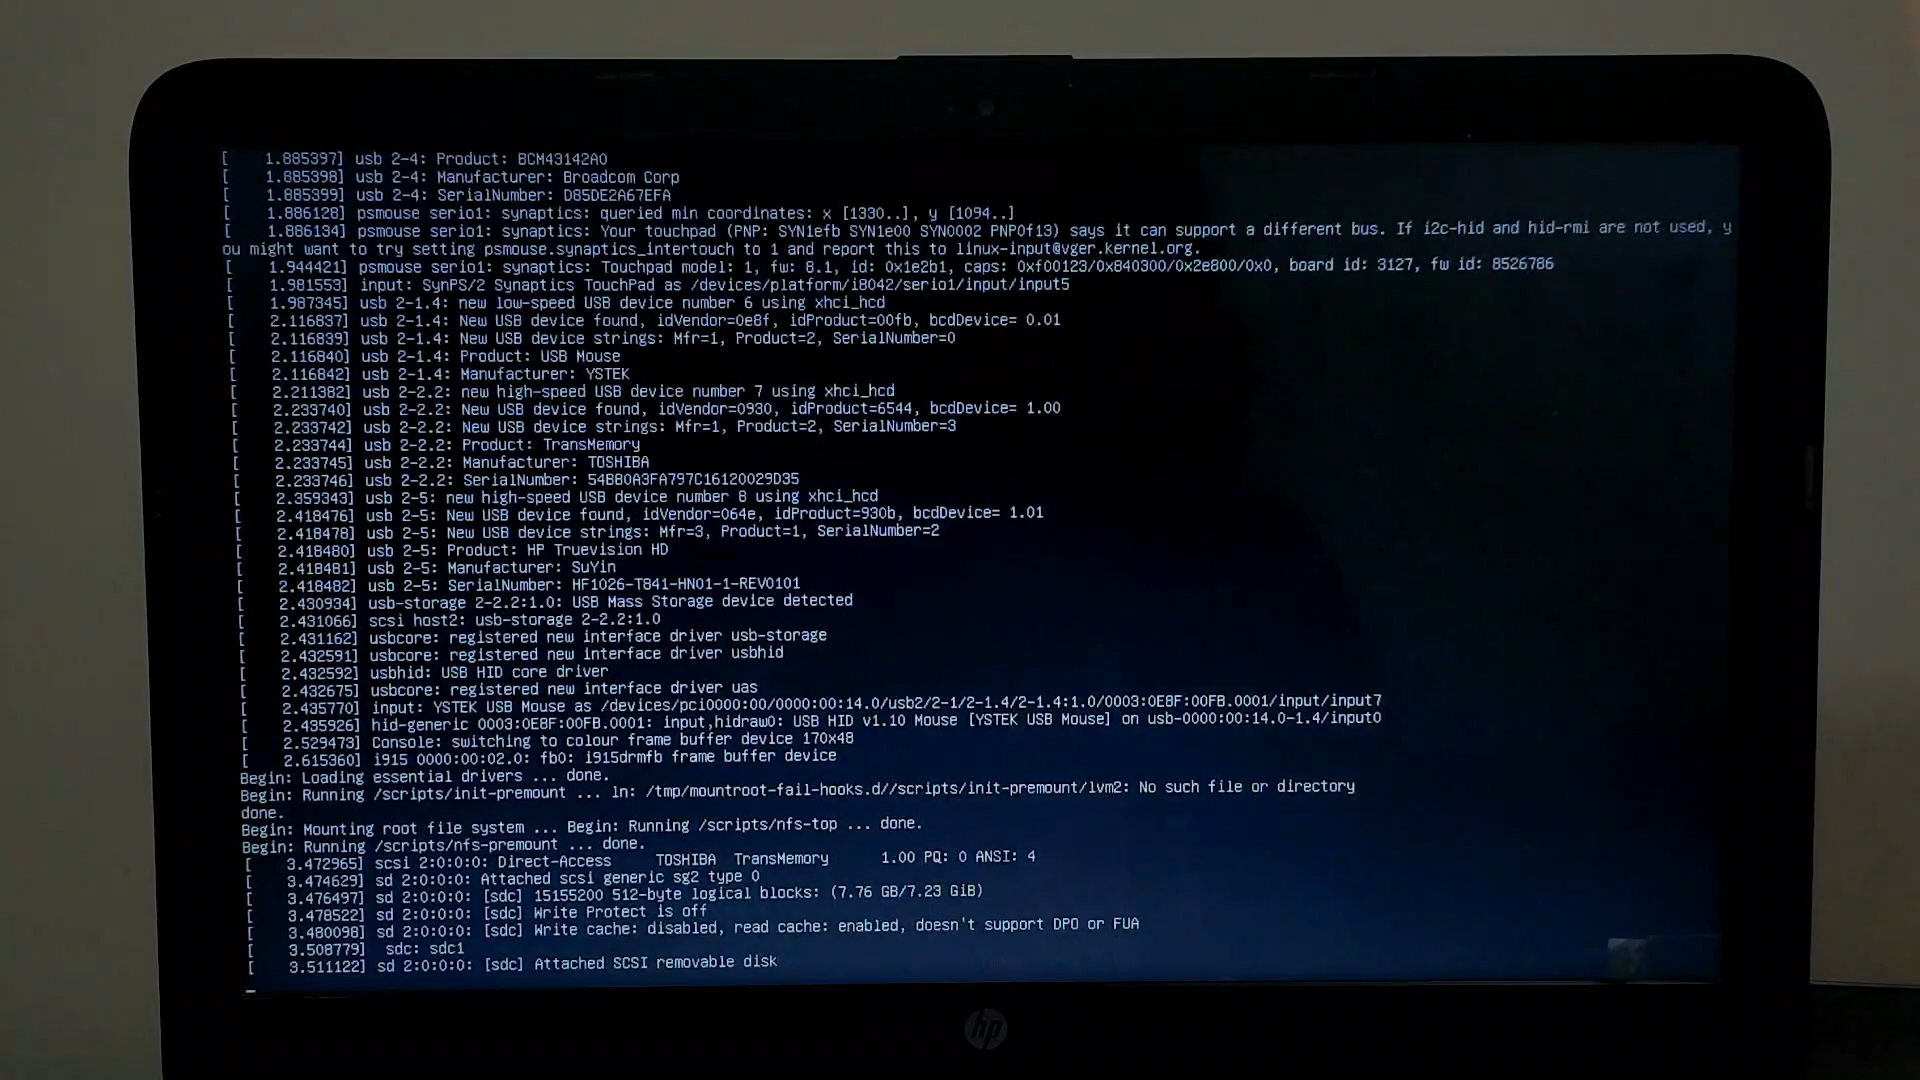 [    1.885397] usb 2-4: Product: BCM43142A0
[    1.885398] usb 2-4: Manufacturer: Broadcom Corp
[    1.885399] usb 2-4: SerialNumber: D85DE2A67EFA
[    1.886128] psmouse serio1: synaptics: queried min coordinates: x [1330..], y [1094..]
[    1.886134] psmouse serio1: synaptics: Your touchpad (PNP: SYN1efb SYN1e00 SYN0002 PNP0f13) says it can support a different bus. If i2c-hid and hid-rmi are not used, y
ou might want to try setting psmouse.synaptics_intertouch to 1 and report this to linux-input@vger.kernel.org.
[    1.944421] psmouse serio1: synaptics: Touchpad model: 1, fw: 8.1, id: 0x1e2b1, caps: 0xf00123/0x840300/0x2e800/0x0, board id: 3127, fw id: 8526786
[    1.981553] input: SynPS/2 Synaptics TouchPad as /devices/platform/i8042/serio1/input/input5
[    1.987345] usb 2-1.4: new low-speed USB device number 6 using xhci_hcd
[    2.116837] usb 2-1.4: New USB device found, idVendor=0e8f, idProduct=00fb, bcdDevice= 0.01
[    2.116839] usb 2-1.4: New USB device strings: Mfr=1, Product=2, SerialNumber=0
[    2.116840] usb 2-1.4: Product: USB Mouse
[    2.116842] usb 2-1.4: Manufacturer: YSTEK
[    2.211382] usb 2-2.2: new high-speed USB device number 7 using xhci_hcd
[    2.233740] usb 2-2.2: New USB device found, idVendor=0930, idProduct=6544, bcdDevice= 1.00
[    2.233742] usb 2-2.2: New USB device strings: Mfr=1, Product=2, SerialNumber=3
[    2.233744] usb 2-2.2: Product: TransMemory
[    2.233745] usb 2-2.2: Manufacturer: TOSHIBA
[    2.233746] usb 2-2.2: SerialNumber: 54B80A3FA797C16120029D35
[    2.359343] usb 2-5: new high-speed USB device number 8 using xhci_hcd
[    2.418476] usb 2-5: New USB device found, idVendor=064e, idProduct=930b, bcdDevice= 1.01
[    2.418478] usb 2-5: New USB device strings: Mfr=3, Product=1, SerialNumber=2
[    2.418480] usb 2-5: Product: HP Truevision HD
[    2.418481] usb 2-5: Manufacturer: SuYin
[    2.418482] usb 2-5: SerialNumber: HF1026-T841-HN01-1-REV0101
[    2.430934] usb-storage 2-2.2:1.0: USB Mass Storage device detected
[    2.431066] scsi host2: usb-storage 2-2.2:1.0
[    2.431162] usbcore: registered new interface driver usb-storage
[    2.432591] usbcore: registered new interface driver usbhid
[    2.432592] usbhid: USB HID core driver
[    2.432675] usbcore: registered new interface driver uas
[    2.435770] input: YSTEK USB Mouse as /devices/pci0000:00/0000:00:14.0/usb2/2-1/2-1.4/2-1.4:1.0/0003:0E8F:00FB.0001/input/input7
[    2.435926] hid-generic 0003:0E8F:00FB.0001: input,hidraw0: USB HID v1.10 Mouse [YSTEK USB Mouse] on usb-0000:00:14.0-1.4/input0
[    2.529473] Console: switching to colour frame buffer device 170x48
[    2.615360] i915 0000:00:02.0: fb0: i915drmfb frame buffer device
Begin: Loading essential drivers ... done.
Begin: Running /scripts/init-premount ... ln: /tmp/mountroot-fail-hooks.d//scripts/init-premount/lvm2: No such file or directory
done.
Begin: Mounting root file system ... Begin: Running /scripts/nfs-top ... done.
Begin: Running /scripts/nfs-premount ... done.
[    3.472965] scsi 2:0:0:0: Direct-Access     TOSHIBA  TransMemory      1.00 PQ: 0 ANSI: 4
[    3.474629] sd 2:0:0:0: Attached scsi generic sg2 type 0
[    3.476497] sd 2:0:0:0: [sdc] 15155200 512-byte logical blocks: (7.76 GB/7.23 GiB)
[    3.478522] sd 2:0:0:0: [sdc] Write Protect is off
[    3.480098] sd 2:0:0:0: [sdc] Write cache: disabled, read cache: enabled, doesn't support DPO or FUA
[    3.508779]  sdc: sdc1
[    3.511122] sd 2:0:0:0: [sdc] Attached SCSI removable disk
_
hp